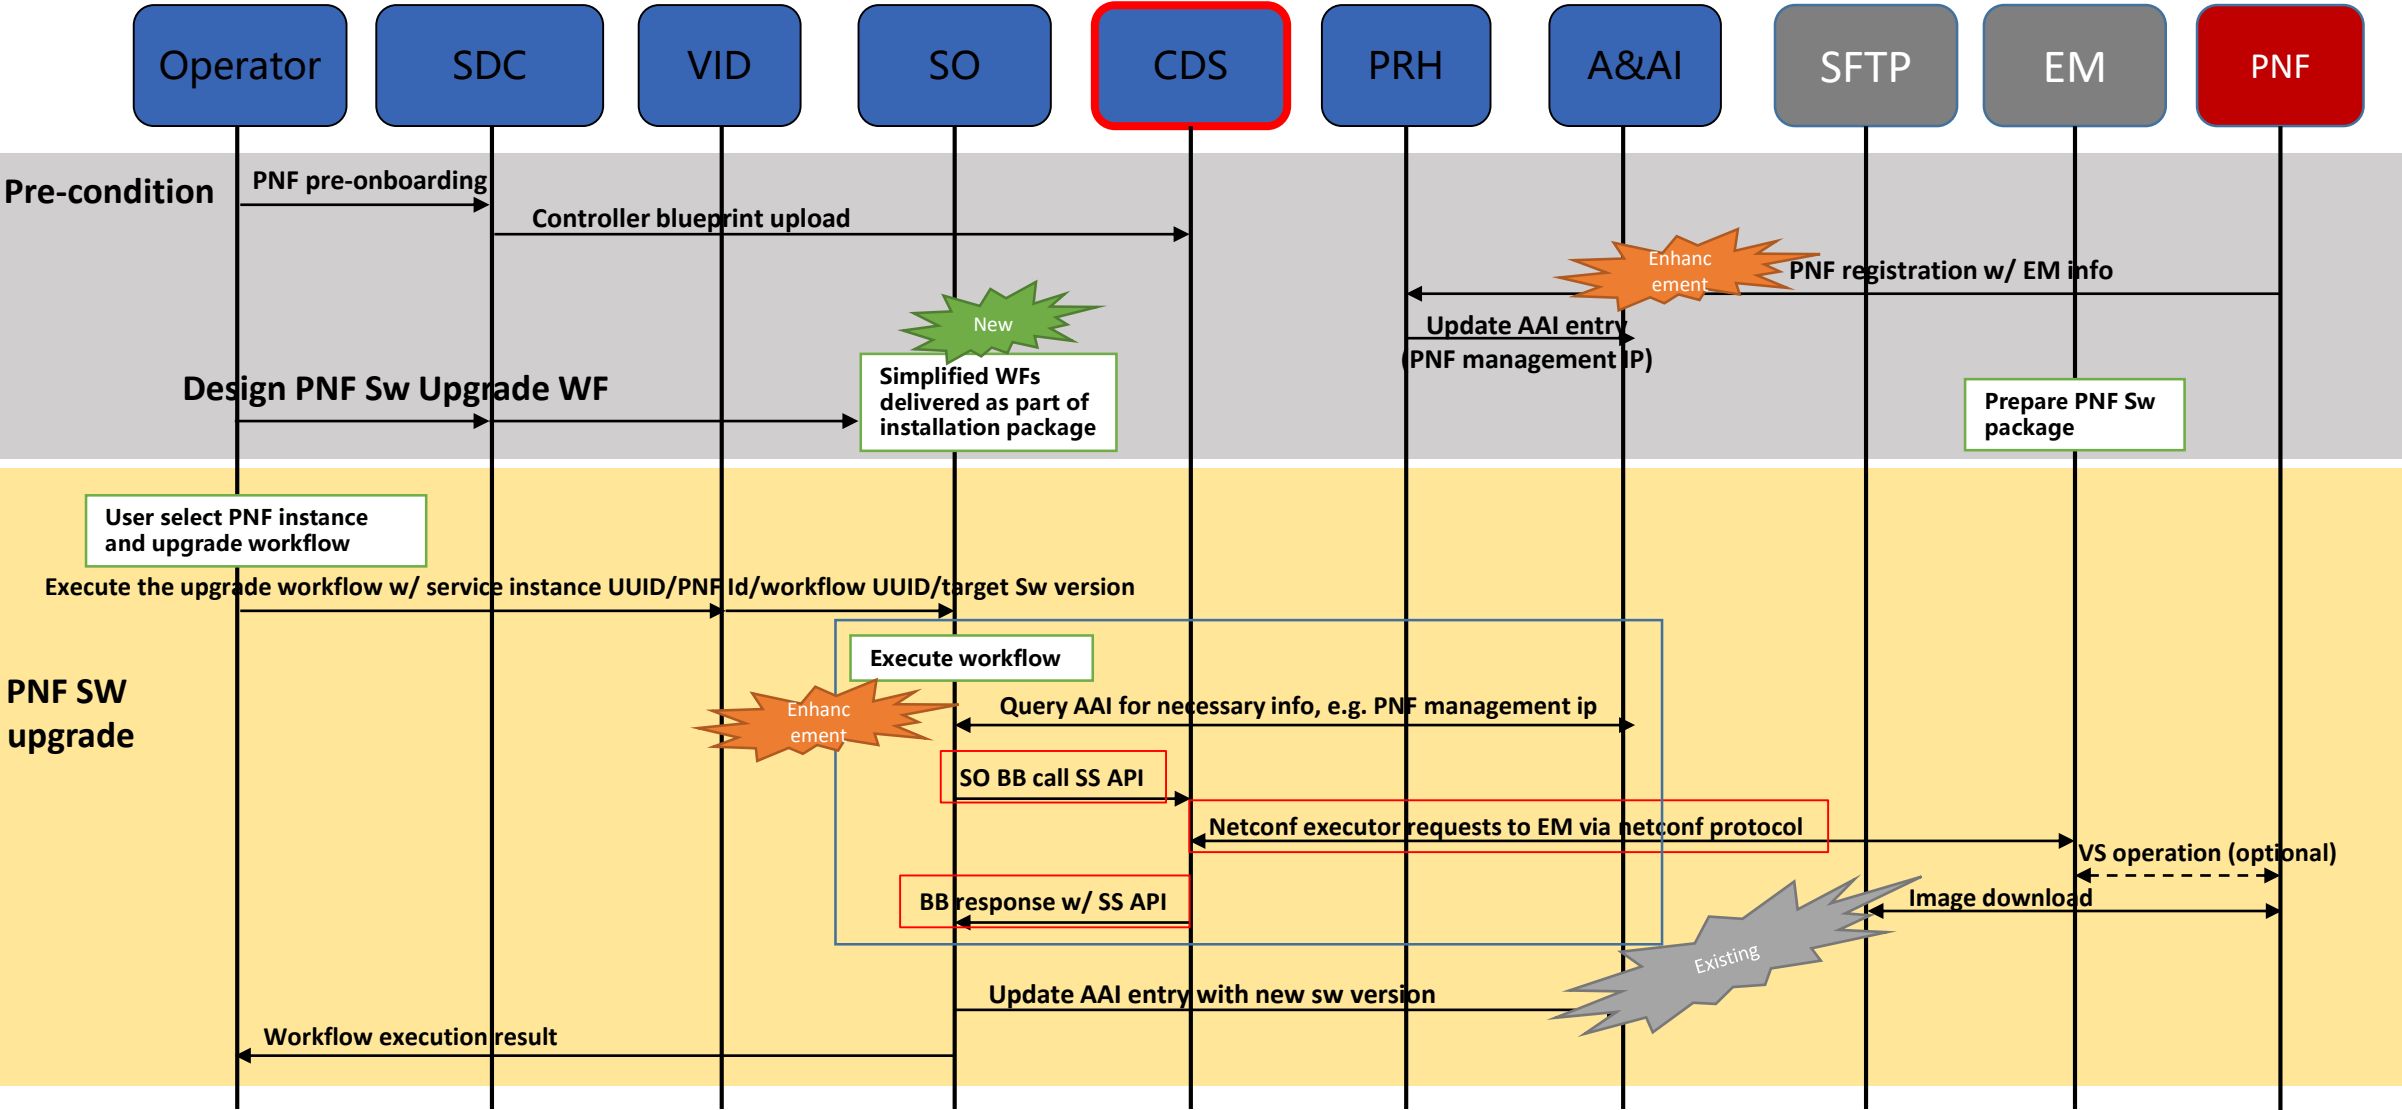 Operator
SDC
VID
SO
CDS
PRH
A&AI
SFTP
EM
PNF
Pre-condition
PNF pre-onboarding
Controller blueprint upload
Enhanc
ement
PNF registration w/ EM info
New
Update AAI entry
(PNF management IP)
Design PNF Sw Upgrade WF
Simplified WFs
delivered as part of
installation package
Prepare PNF Sw
package
User select PNF instance
and upgrade workflow
Execute the upgrade workflow w/ service instance UUID/PNF Id/workflow UUID/target Sw version
Execute workflow
PNF SW
upgrade
Enhanc
ement
Query AAI for necessary info, e.g. PNF management ip
SO BB call SS API
Netconf executor requests to EM via netconf protocol
VS operation (optional)
BB response w/ SS API
Image download
Existing
Update AAI entry with new sw version
Workflow execution result